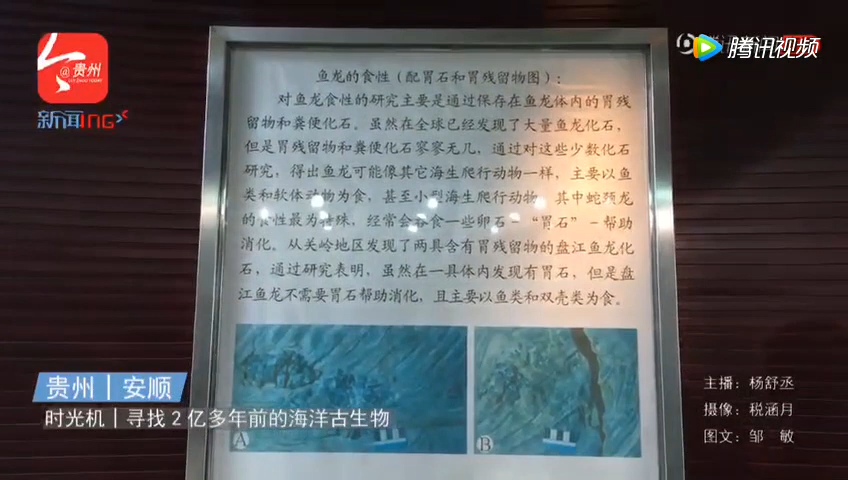 @贵州
新闻ING
腾讯视频
鱼龙的食性（配胃石和胃残留物图）：
对鱼龙食性的研究主要是通过保存在鱼龙体内的胃残
留物和粪便化石。虽然在全球已经发现了大量鱼龙化石，
但是胃残留物和粪便化石寥寥无几，通过对这些少数化石
研究，得出鱼龙可能像其它海生爬行动物一样，主要以鱼
类和软体动物为食，甚至小型海生爬行动物。其中蛇颈龙
的食性最为特殊，经常会吞食一些卵石－“胃石”－帮助
消化。从关岭地区发现了两具含有胃残留物的盘江鱼龙化
石，通过研究表明，虽然在一具体内发现有胃石，但是盘
江鱼龙不需要胃石帮助消化，且主要以鱼类和双壳类为食。
A
B
贵州｜安顺
时光机｜寻找2亿多年前的海洋古生物
主播：杨舒丞
摄像：税涵月
图文：邹 敏